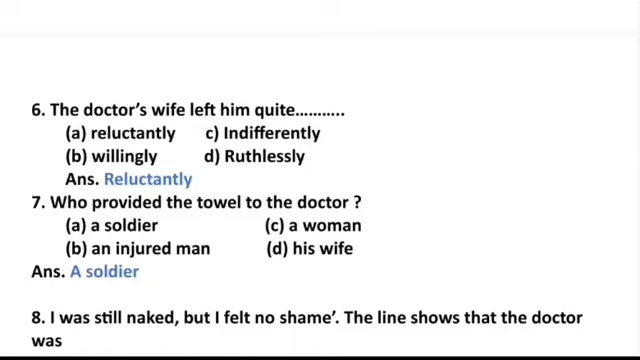 6. The doctor's wife left him quite...........
(a) reluctantly c) Indifferently
(b) willingly d) Ruthlessly
Ans. Reluctantly
7. Who provided the towel to the doctor ?
(a) a soldier (c) a woman
(b) an injured man (d) his wife
Ans. A soldier
8. I was still naked, but I felt no shame’. The line shows that the doctor
was